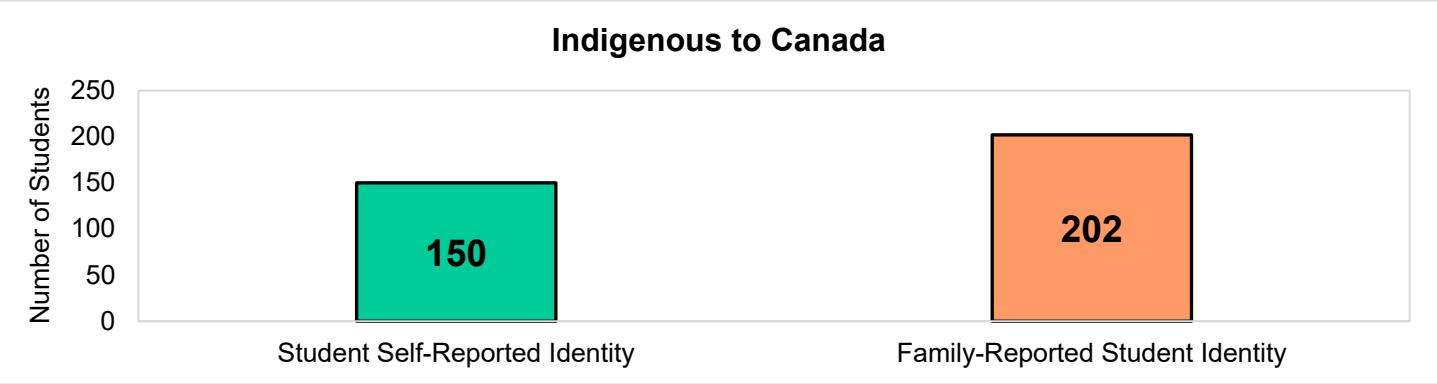 Indigenous to Canada
Number of Students
250
200
150
100
50
0
150
202
Student Self-Reported Identity
Family-Reported Student Identity